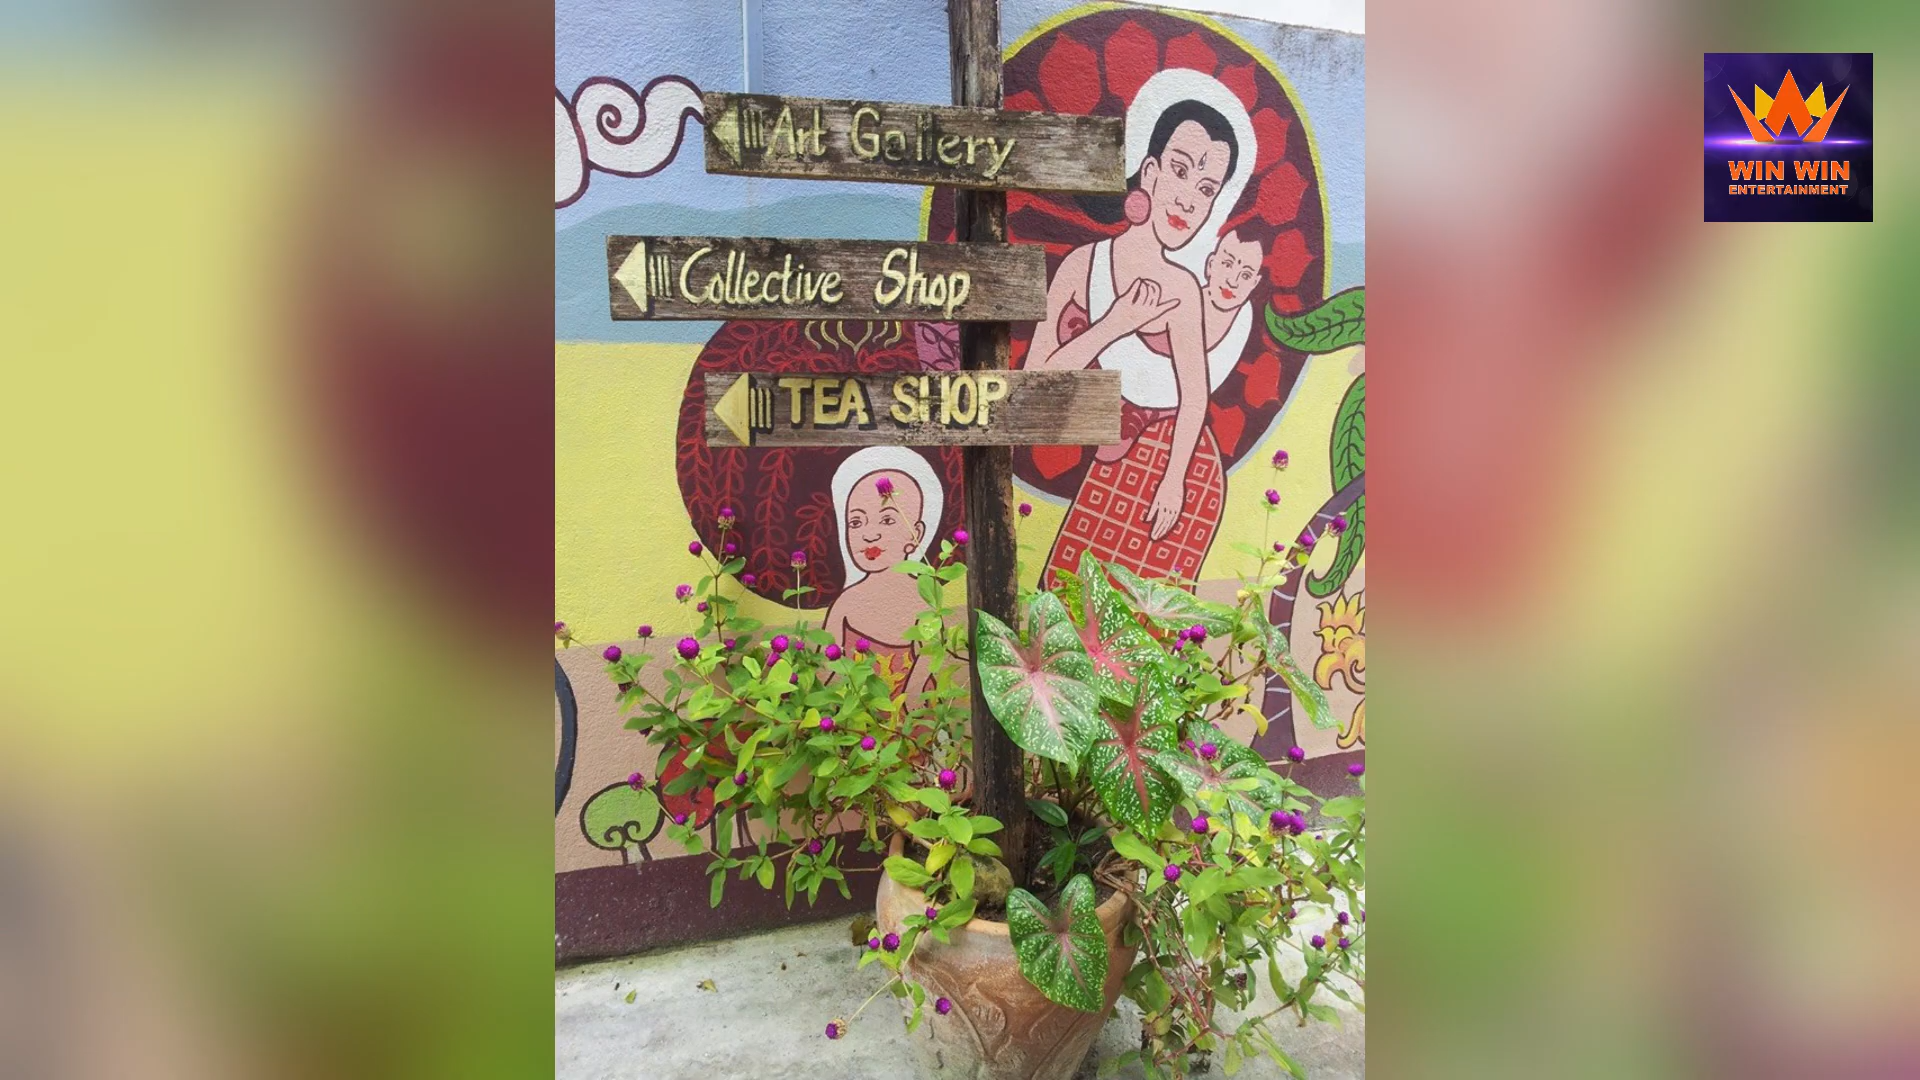 Art Gallery
Collective Shop
TEA SHOP
WIN WIN
ENTERTAINMENT